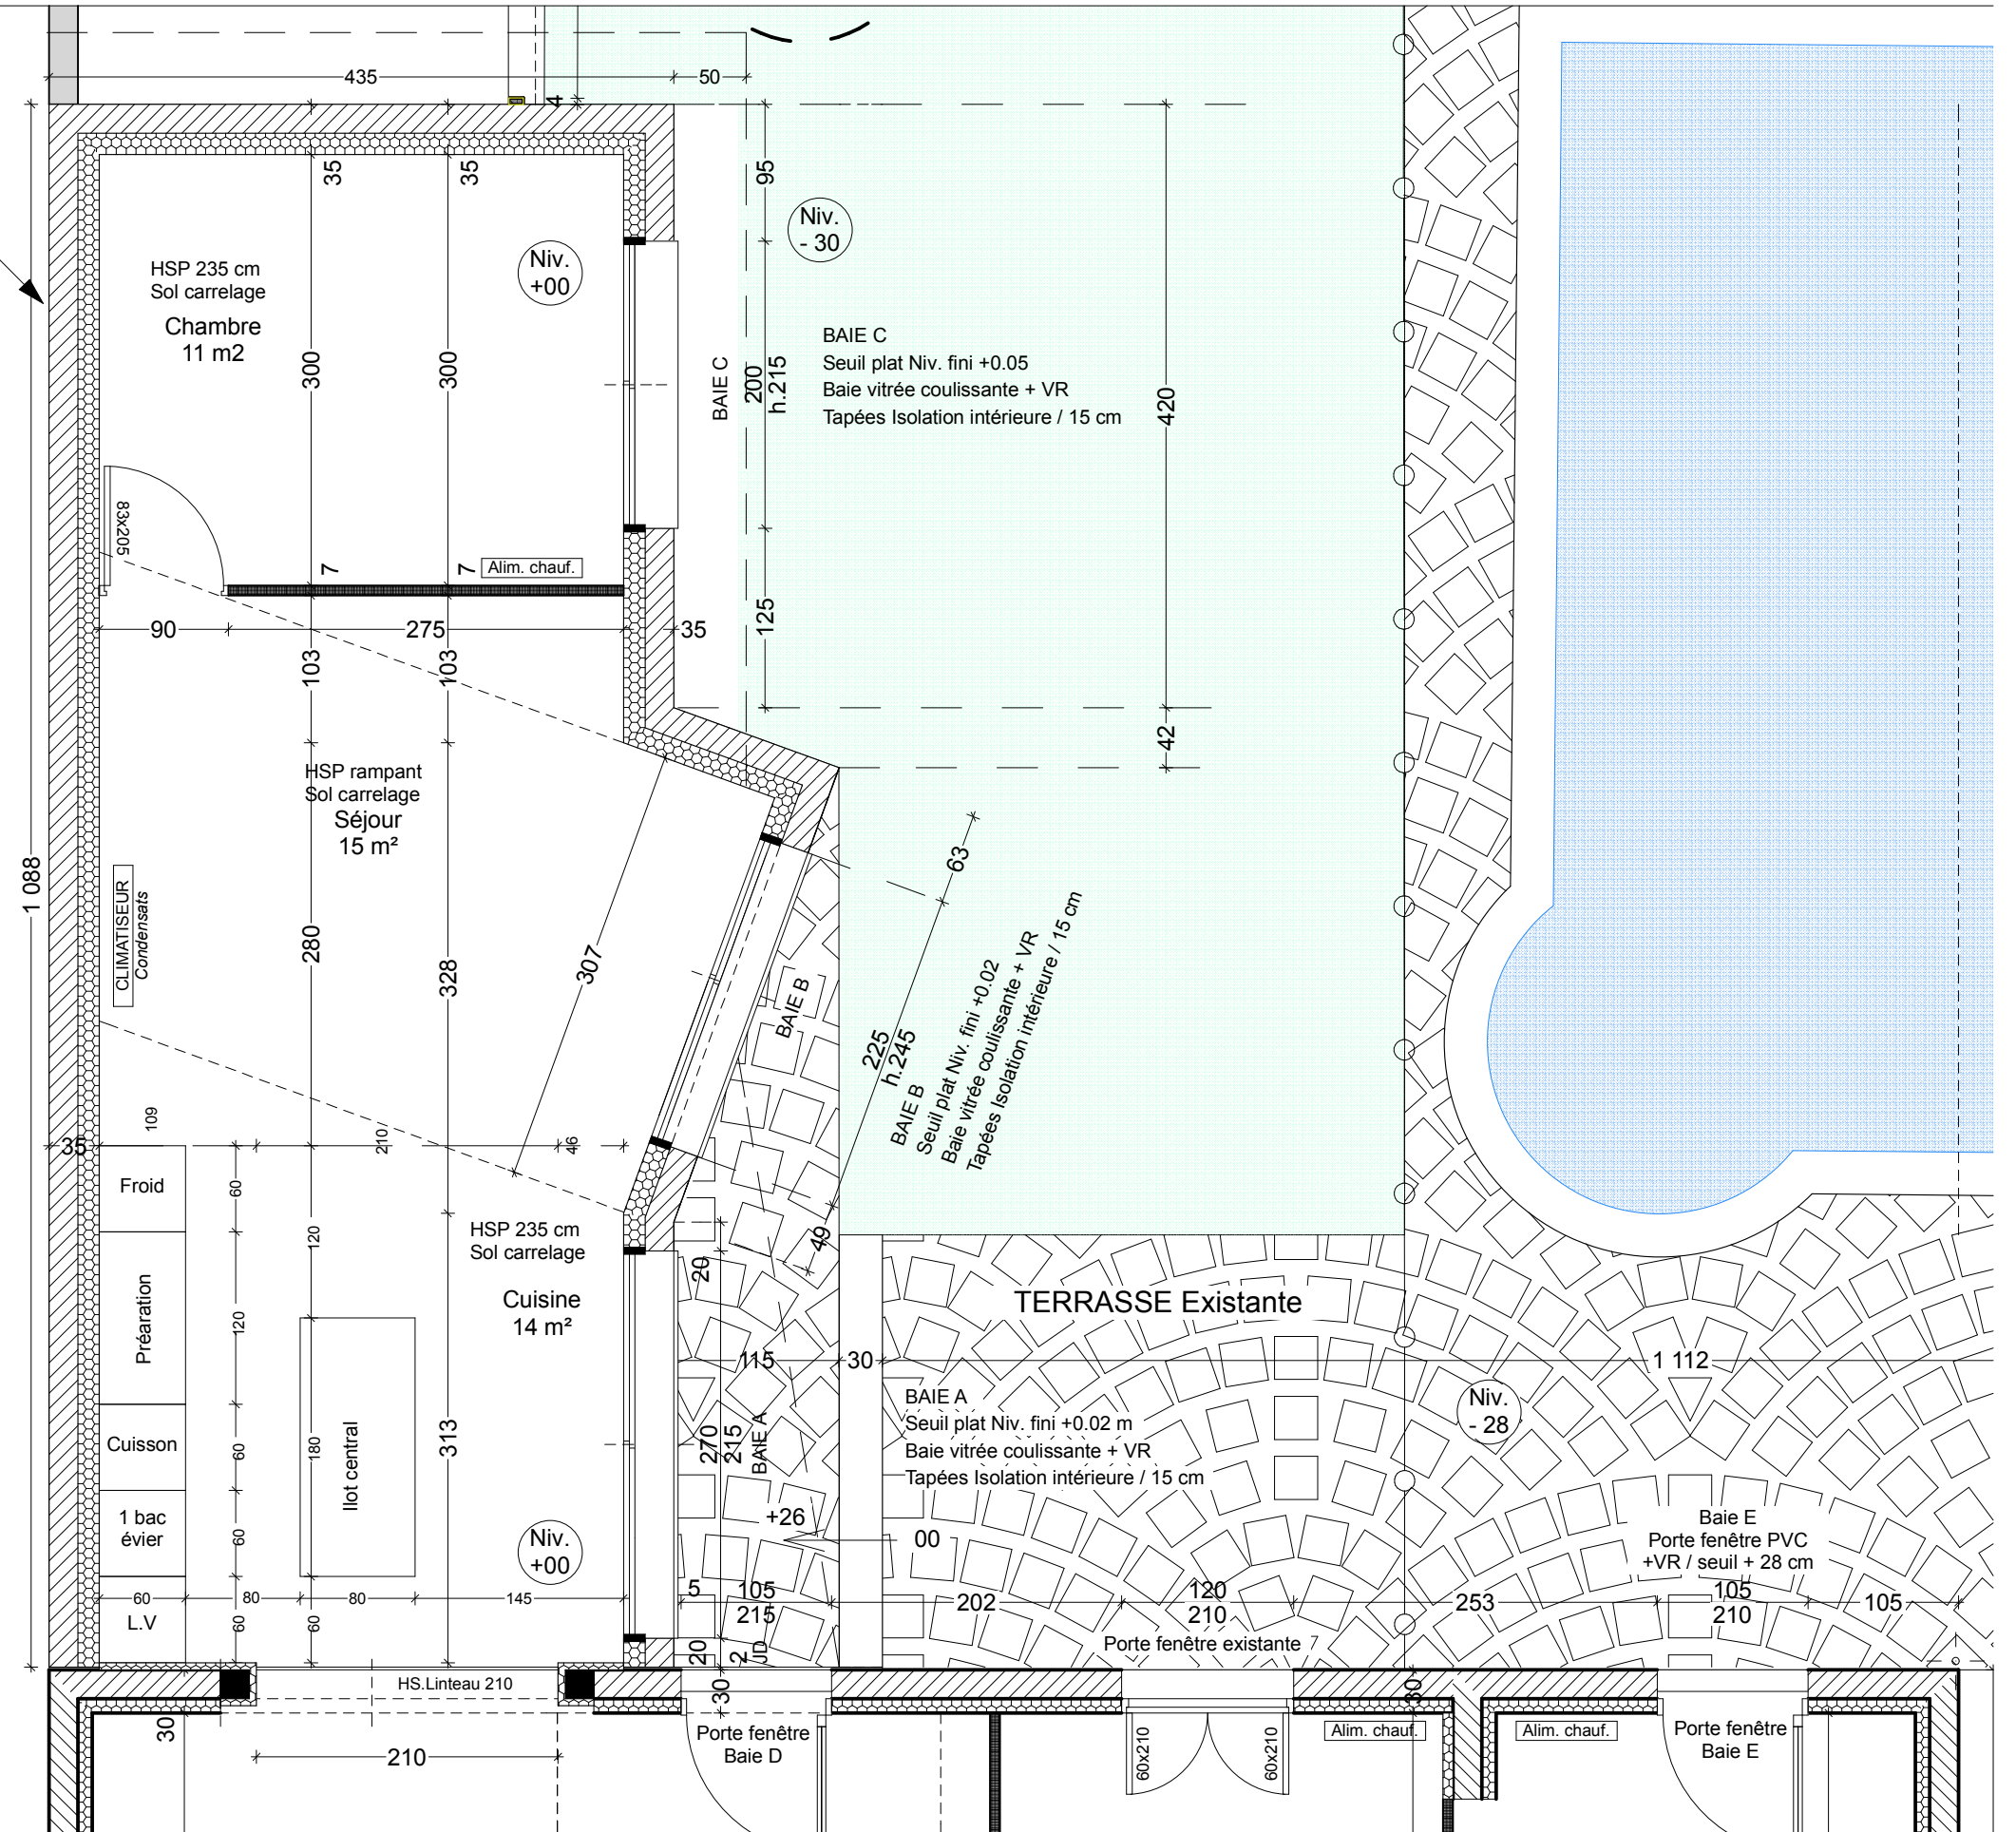 435
50
4
35
35
95
Niv.
- 30
HSP 235 cm
Sol carrelage
Chambre
11 m2
Niv.
+00
300
300
BAIE C
200
h.215
BAIE C
Seuil plat Niv. fini +0.05
Baie vitrée coulissante + VR
Tapées Isolation intérieure / 15 cm
420
83x205
7
7
Alim. chauf.
90
275
35
125
103
103
42
HSP rampant
Sol carrelage
Séjour
15 m²
1 088
CLIMATISEUR
Condensats
280
328
307
63
BAIE B
225
h.245
BAIE B
Seuil plat Niv. fini +0.02
Baie vitrée coulissante + VR
Tapées Isolation intérieure / 15 cm
109
35
210
46
Froid
60
120
HSP 235 cm
Sol carrelage
Cuisine
14 m²
49
20
Préaration
120
TERRASSE Existante
115
30
1 112
Cuisson
60
180
Ilot central
313
270
215
BAIE A
BAIE A
Seuil plat Niv. fini +0.02 m
Baie vitrée coulissante + VR
Tapées Isolation intérieure / 15 cm
Niv.
- 28
1 bac
évier
60
Niv.
+00
+26
00
Baie E
Porte fenêtre PVC
+VR / seuil + 28 cm
60
80
80
145
5
105
215
202
120
210
253
105
210
105
L.V
60
60
20
2
JD
Porte fenêtre existante
HS.Linteau 210
30
30
30
210
Porte fenêtre
Baie D
60x210
60x210
Alim. chauf.
Alim. chauf.
Porte fenêtre
Baie E